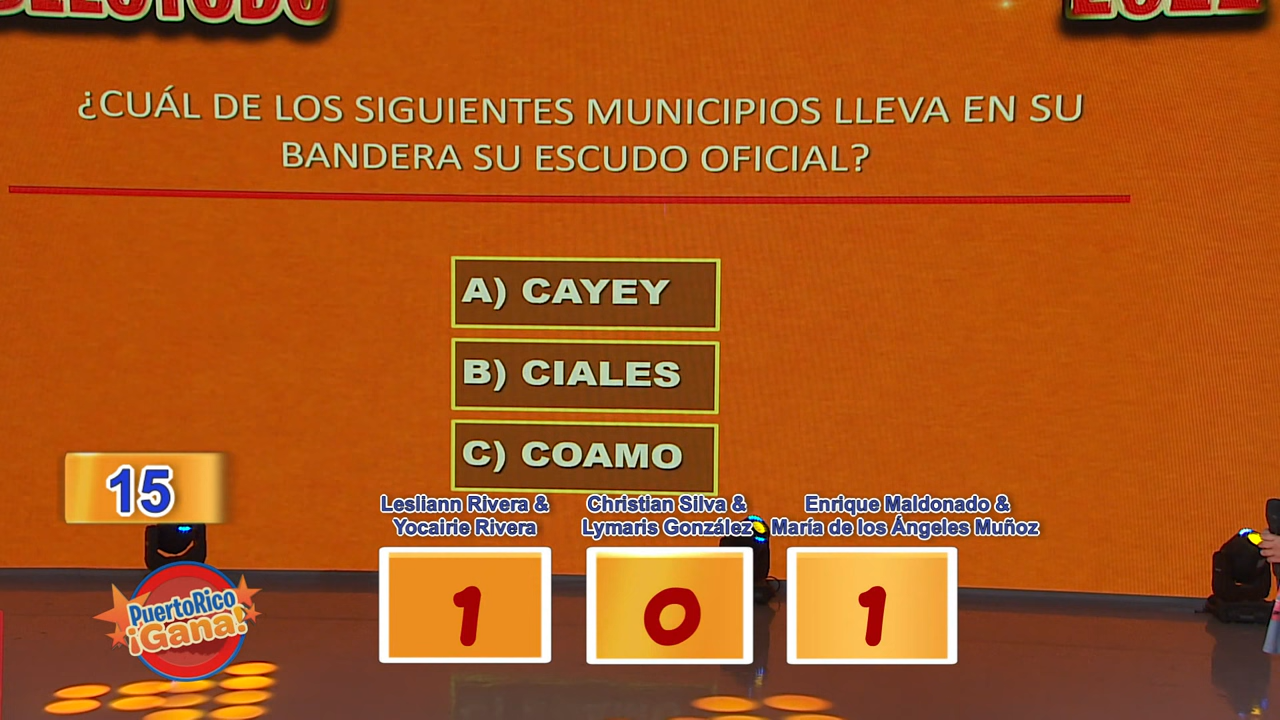 ¿CUÁL DE LOS SIGUIENTES MUNICIPIOS LLEVA EN SU
BANDERA SU ESCUDO OFICIAL?
A) CAYEY
B) CIALES
C) COAMO
15
Lesliann Rivera &
Yocairie Rivera
Christian Silva &
Lymaris González
Enrique Maldonado &
María de los Ángeles Muñoz
1
0
1
PuertoRico
¡Gana!